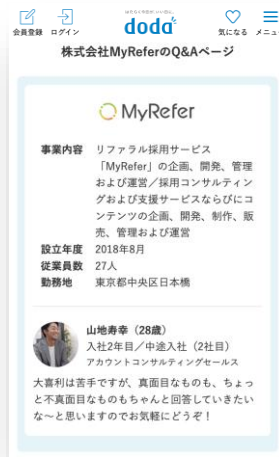 はたらく今日が、いい明日に。
doda
会員登録 ログイン 気になる メニュ
株式会社MyReferのQ&Aページ
MyRefer
事業内容 リファラル採用サービス
「MyRefer」の企画、開発、管理
および運営／採用コンサルティン
グおよび支援サービスならびにコ
ンテンツの企画、開発、制作、販
売、管理および運営
設立年度 2018年8月
従業員数 27人
勤務地 東京都中央区日本橋
山地寿幸（28歳）
入社2年目／中途入社（2社目）
アカウントコンサルティングセールス
大喜利は苦手ですが、真面目なものも、ちょっ
と不真面目なものもちゃんと回答していきたい
な〜と思いますのでお気軽にどうぞ！